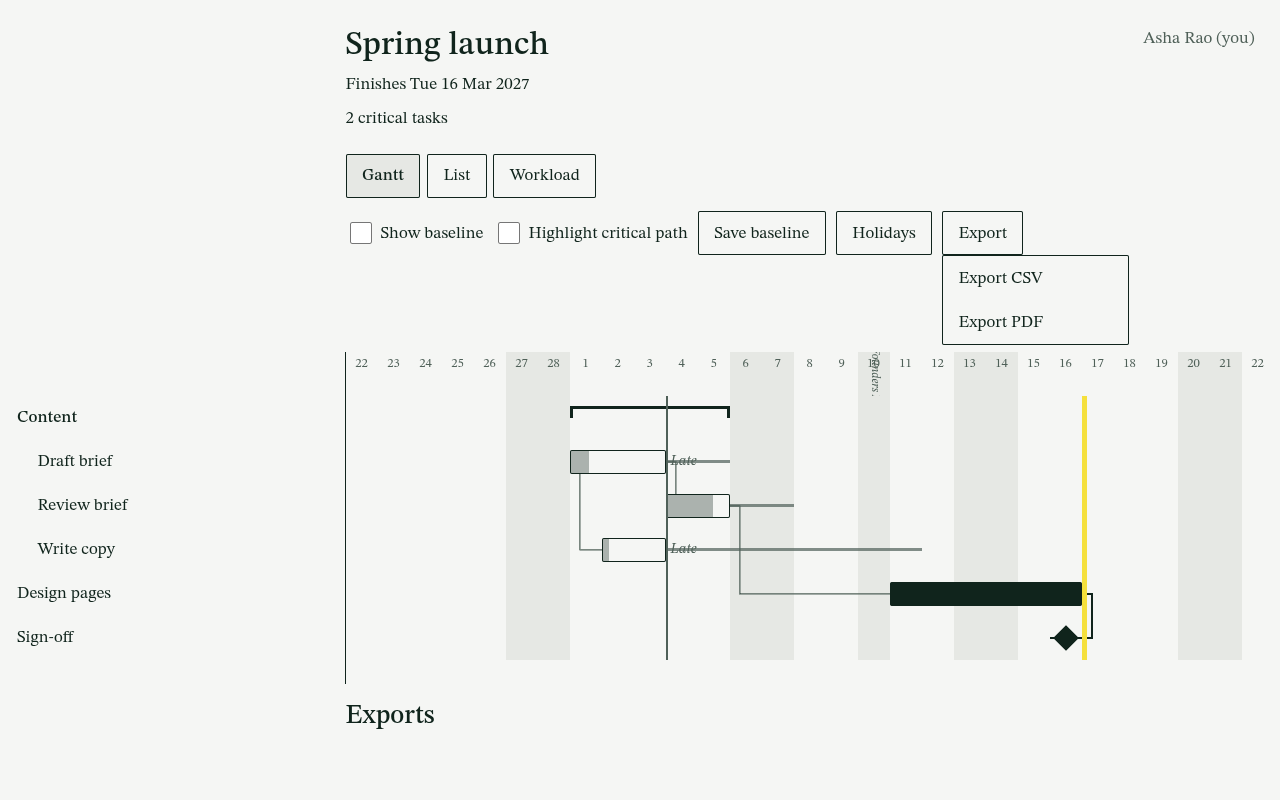 Spring launch
Asha Rao (you)
Finishes Tue 16 Mar 2027
2 critical tasks
Gantt List Workload
Show baseline Highlight critical path Save baseline Holidays Export
Export CSV
Export PDF
22 23 24 25 26 27 28 1 2 3 4 5 6 7 8 9 10 11 12 13 14 15 16 17 18 19 20 21 22
Content
Draft brief Late
Review brief
Write copy Late
Design pages
Sign-off
Exports